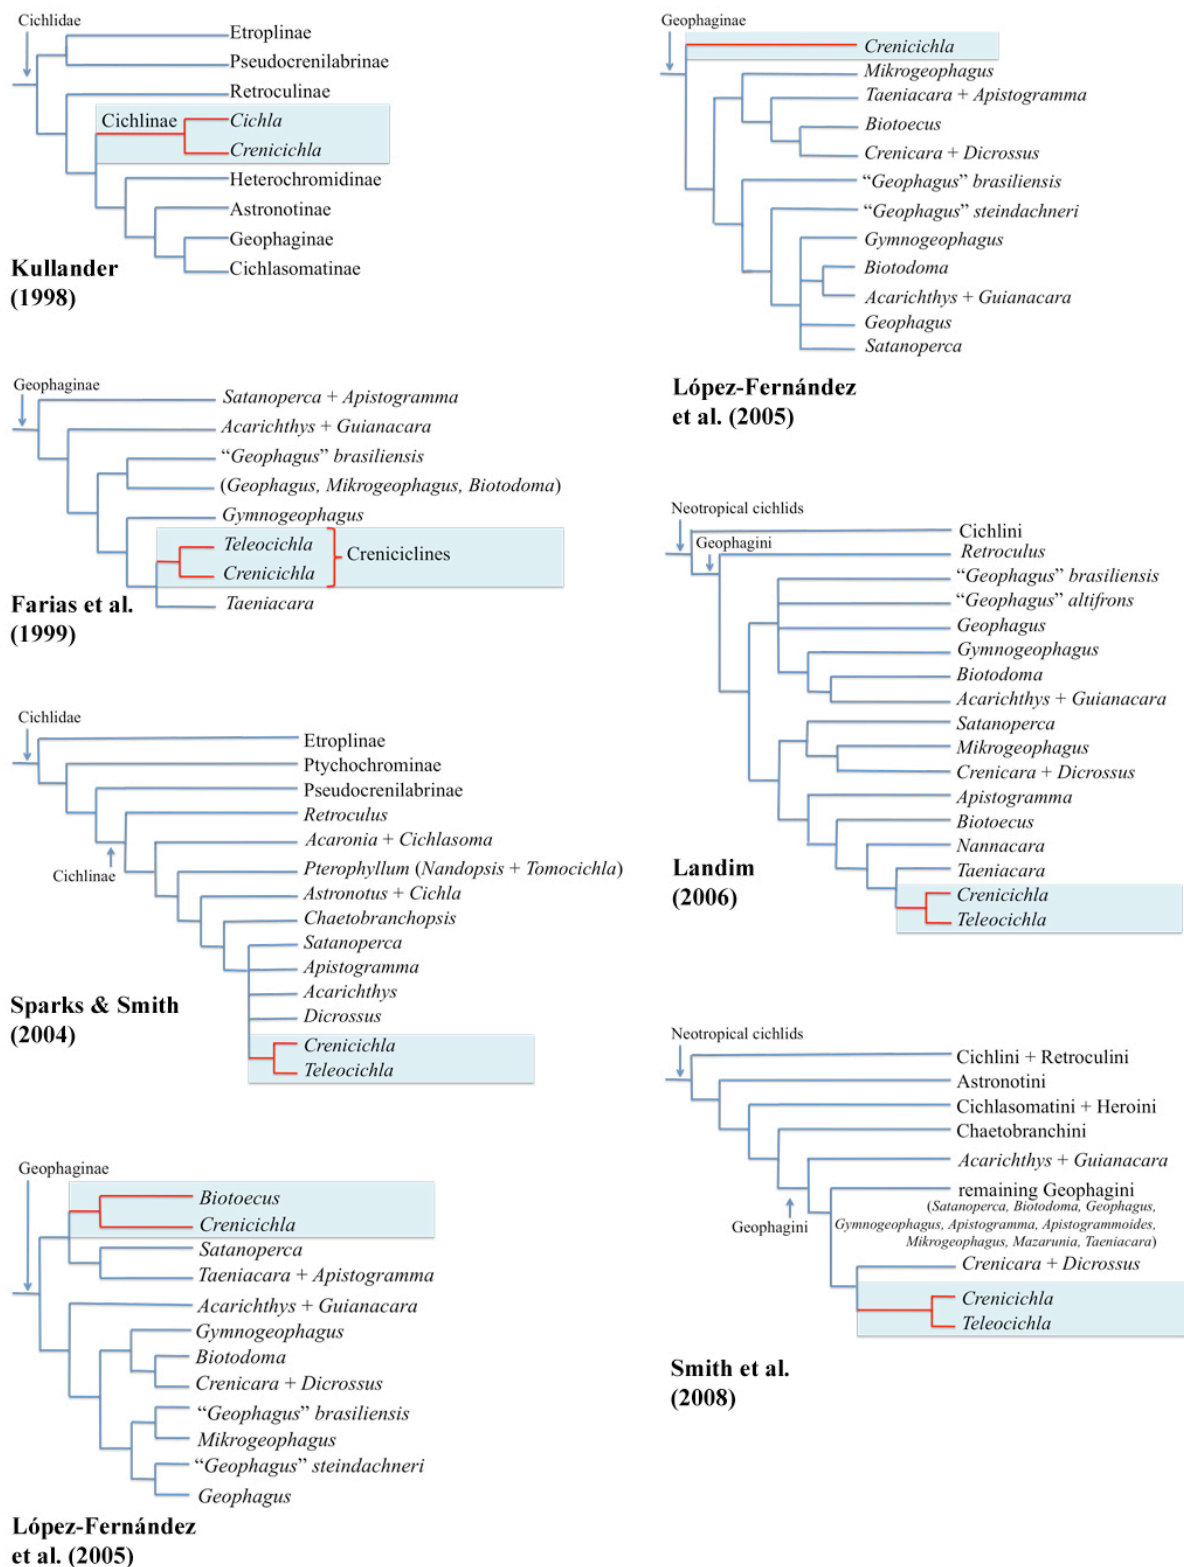 Cichlidae
Etroplinae
Pseudocrenilabrinae
Retroculinae
Cichlinae
Cichla
Crenicichla
Heterochromidinae
Astronotinae
Geophaginae
Cichlasomatinae
Kullander
(1998)
Geophaginae
Satanoperca + Apistogramma
Acarichthys + Guianacara
“Geophagus” brasiliensis
(Geophagus, Mikrogeophagus, Biotodoma)
Gymnogeophagus
Teleocichla
Creniciclines
Crenicichla
Taeniacara
Farias et al.
(1999)
Cichlidae
Etroplinae
Ptychochrominae
Pseudocrenilabrinae
Retroculus
Acaronia + Cichlasoma
Cichlinae
Pterophyllum (Nandopsis + Tomocichla)
Astronotus + Cichla
Chaetobranchopsis
Satanoperca
Apistogramma
Acarichthys
Dicrossus
Crenicichla
Teleocichla
Sparks & Smith
(2004)
Geophaginae
Biotoecus
Crenicichla
Satanoperca
Taeniacara + Apistogramma
Acarichthys + Guianacara
Gymnogeophagus
Biotodoma
Crenicara + Dicrossus
“Geophagus” brasiliensis
Mikrogeophagus
“Geophagus” steindachneri
Geophagus
López-Fernández
et al. (2005)
Geophaginae
Crenicichla
Mikrogeophagus
Taeniacara + Apistogramma
Biotoecus
Crenicara + Dicrossus
“Geophagus” brasiliensis
“Geophagus” steindachneri
Gymnogeophagus
Biotodoma
Acarichthys + Guianacara
Geophagus
Satanoperca
López-Fernández
et al. (2005)
Neotropical cichlids
Cichlini
Geophagini
Retroculus
“Geophagus” brasiliensis
“Geophagus” altifrons
Geophagus
Gymnogeophagus
Biotodoma
Acarichthys + Guianacara
Satanoperca
Mikrogeophagus
Crenicara + Dicrossus
Apistogramma
Biotoecus
Nannacara
Taeniacara
Crenicichla
Teleocichla
Landim
(2006)
Neotropical cichlids
Cichlini + Retroculini
Astronotini
Cichlasomatini + Heroini
Chaetobranchini
Acarichthys + Guianacara
remaining Geophagini
(Satanoperca, Biotodoma, Geophagus,
Gymnogeophagus, Apistogramma, Apistogrammoides,
Mikrogeophagus, Mazarunia, Taeniacara)
Geophagini
Crenicara + Dicrossus
Crenicichla
Teleocichla
Smith et al.
(2008)